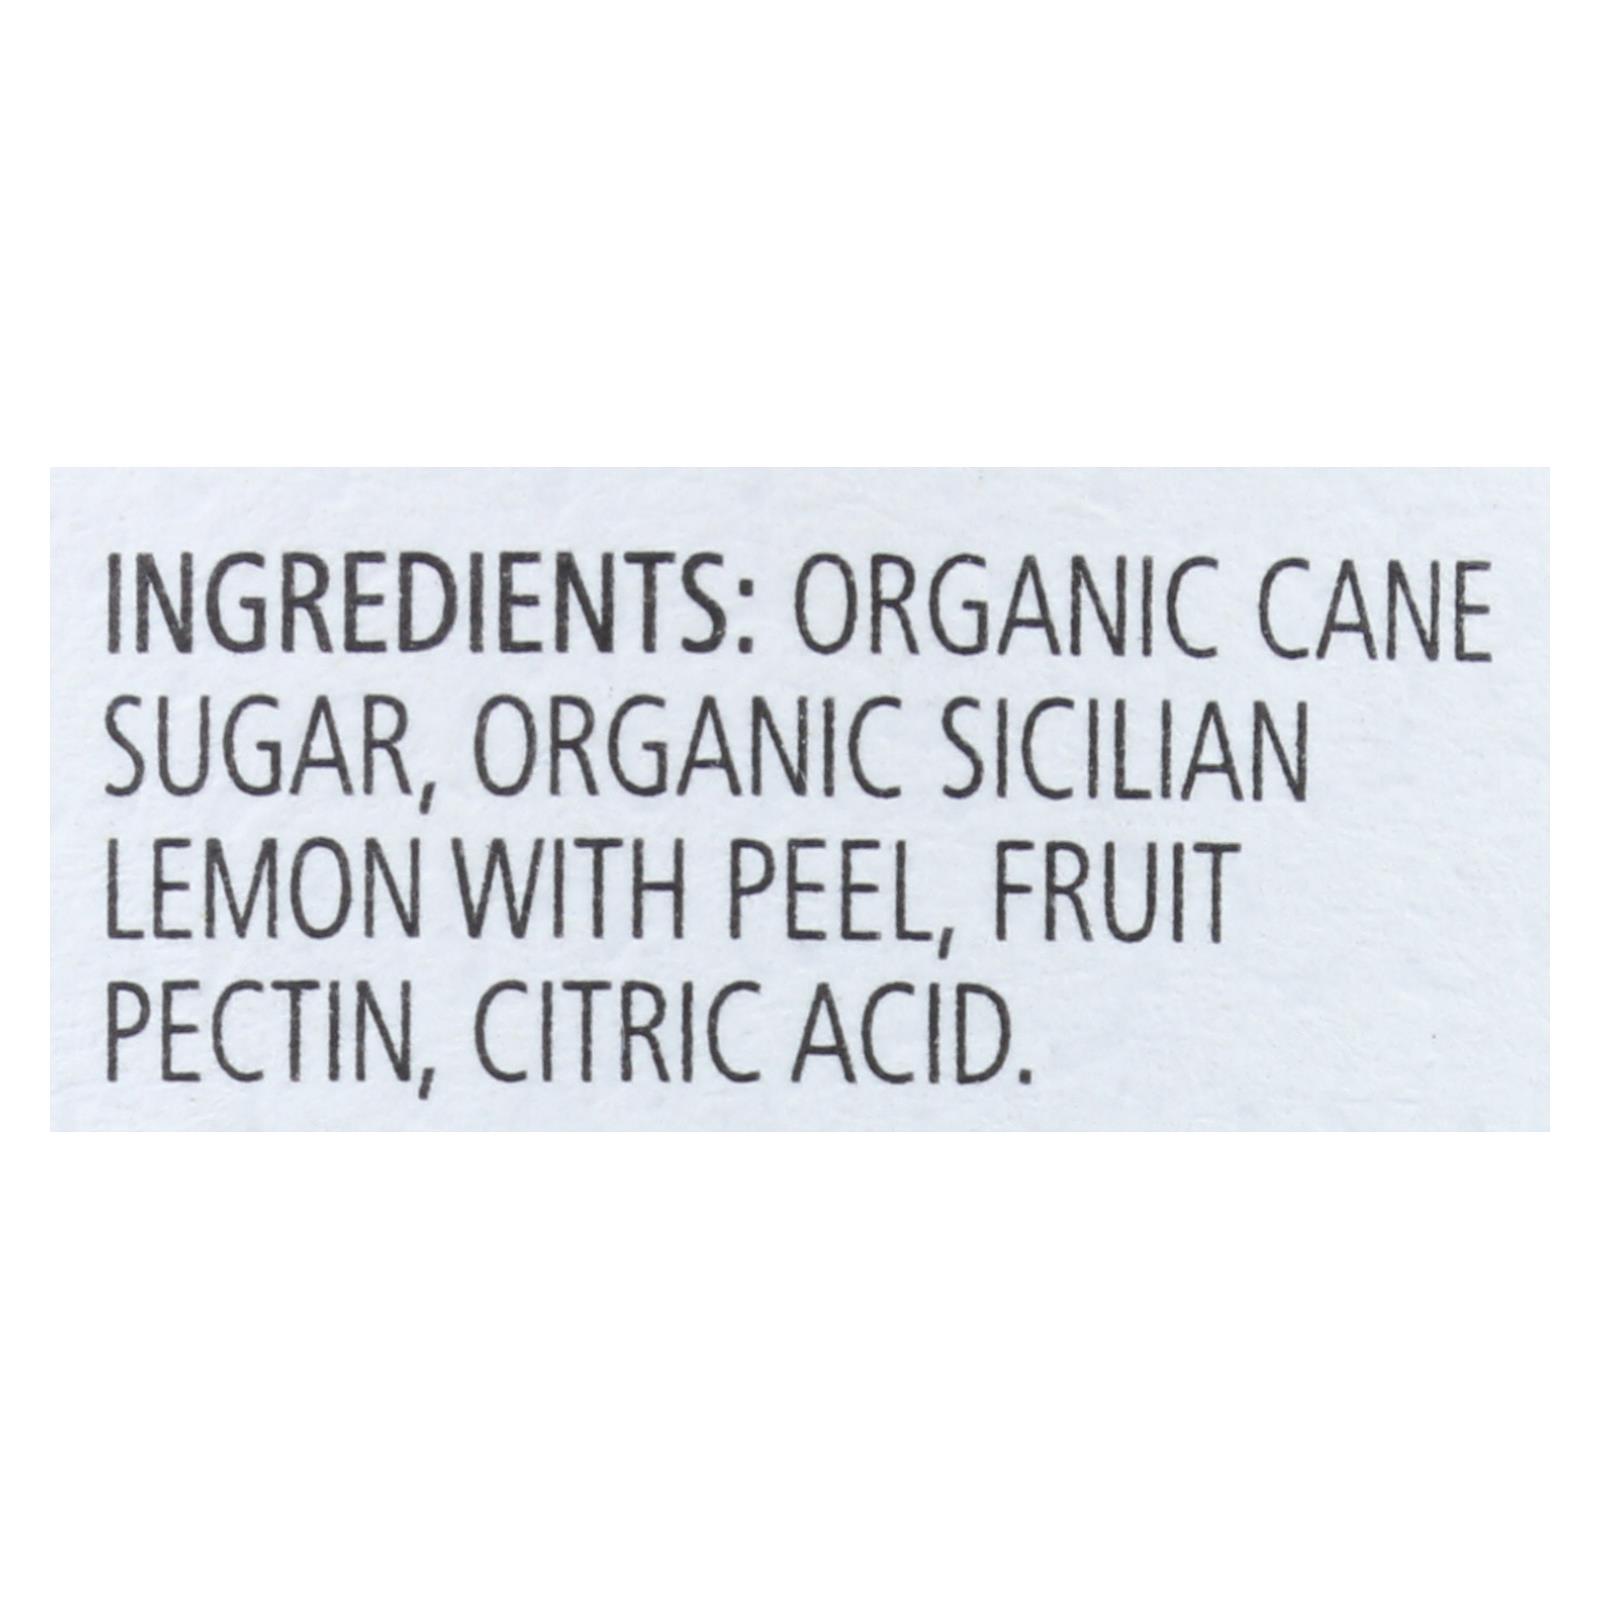 INGREDIENTS: ORGANIC CANE
SUGAR, ORGANIC SICILIAN
LEMON WITH PEEL, FRUIT
PECTIN, CITRIC ACID.